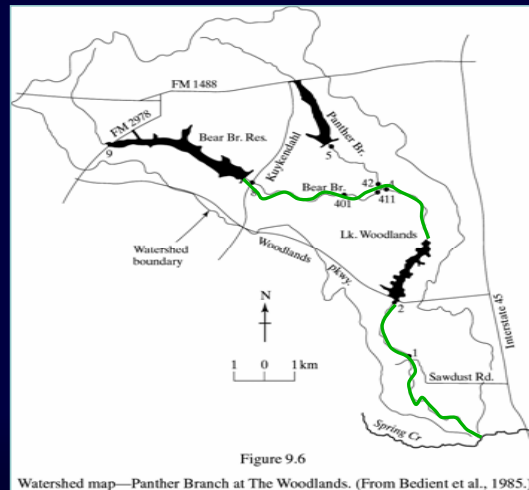 FM 1488
FM 2978
Bear Br. Res.
Kuykendahl
Panther Br.
9
5
Bear Br.
42
4
401
411
Lk. Woodlands
Watershed
boundary
Woodlands
pkwy.
2
Interstate 45
N
1
1 0 1 km
Sawdust Rd.
Spring Cr
Figure 9.6
Watershed map—Panther Branch at The Woodlands. (From Bedient et al., 1985.)